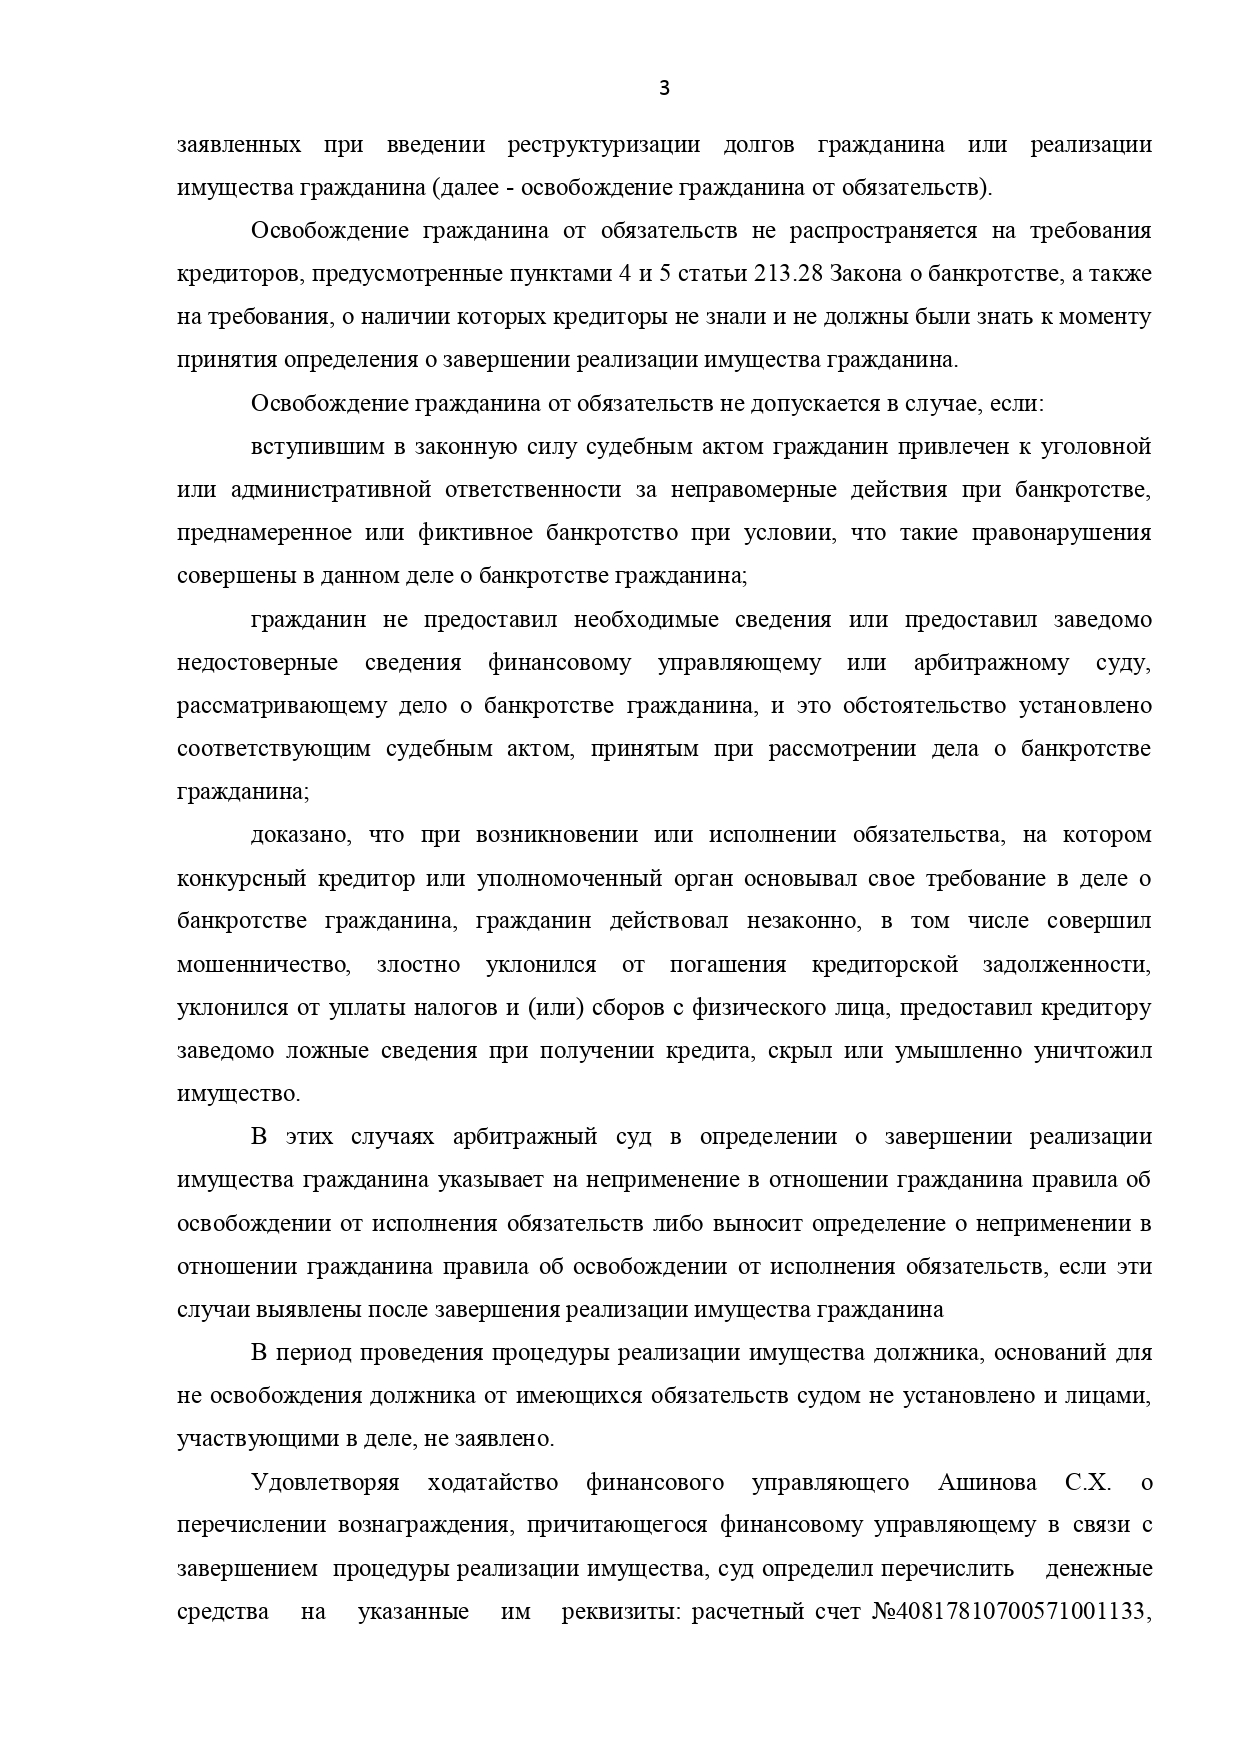 3
заявленных при введении реструктуризации долгов гражданина или реализации
имущества гражданина (далее - освобождение гражданина от обязательств).
Освобождение гражданина от обязательств не распространяется на требования
кредиторов, предусмотренные пунктами 4 и 5 статьи 213.28 Закона о банкротстве, а также
на требования, о наличии которых кредиторы не знали и не должны были знать к моменту
принятия определения о завершении реализации имущества гражданина.
Освобождение гражданина от обязательств не допускается в случае, если:
вступившим в законную силу судебным актом гражданин привлечен к уголовной
или административной ответственности за неправомерные действия при банкротстве,
преднамеренное или фиктивное банкротство при условии, что такие правонарушения
совершены в данном деле о банкротстве гражданина;
гражданин не предоставил необходимые сведения или предоставил заведомо
недостоверные сведения финансовому управляющему или арбитражному суду,
рассматривающему дело о банкротстве гражданина, и это обстоятельство установлено
соответствующим судебным актом, принятым при рассмотрении дела о банкротстве
гражданина;
доказано, что при возникновении или исполнении обязательства, на котором
конкурсный кредитор или уполномоченный орган основывал свое требование в деле о
банкротстве гражданина, гражданин действовал незаконно, в том числе совершил
мошенничество, злостно уклонился от погашения кредиторской задолженности,
уклонился от уплаты налогов и (или) сборов с физического лица, предоставил кредитору
заведомо ложные сведения при получении кредита, скрыл или умышленно уничтожил
имущество.
В этих случаях арбитражный суд в определении о завершении реализации
имущества гражданина указывает на неприменение в отношении гражданина правила об
освобождении от исполнения обязательств либо выносит определение о неприменении в
отношении гражданина правила об освобождении от исполнения обязательств, если эти
случаи выявлены после завершения реализации имущества гражданина
В период проведения процедуры реализации имущества должника, оснований для
не освобождения должника от имеющихся обязательств судом не установлено и лицами,
участвующими в деле, не заявлено.
Удовлетворяя ходатайство финансового управляющего Ашинова С.Х. о
перечислении вознаграждения, причитающегося финансовому управляющему в связи с
завершением процедуры реализации имущества, суд определил перечислить денежные
средства на указанные им реквизиты: расчетный счет №40817810700571001133,